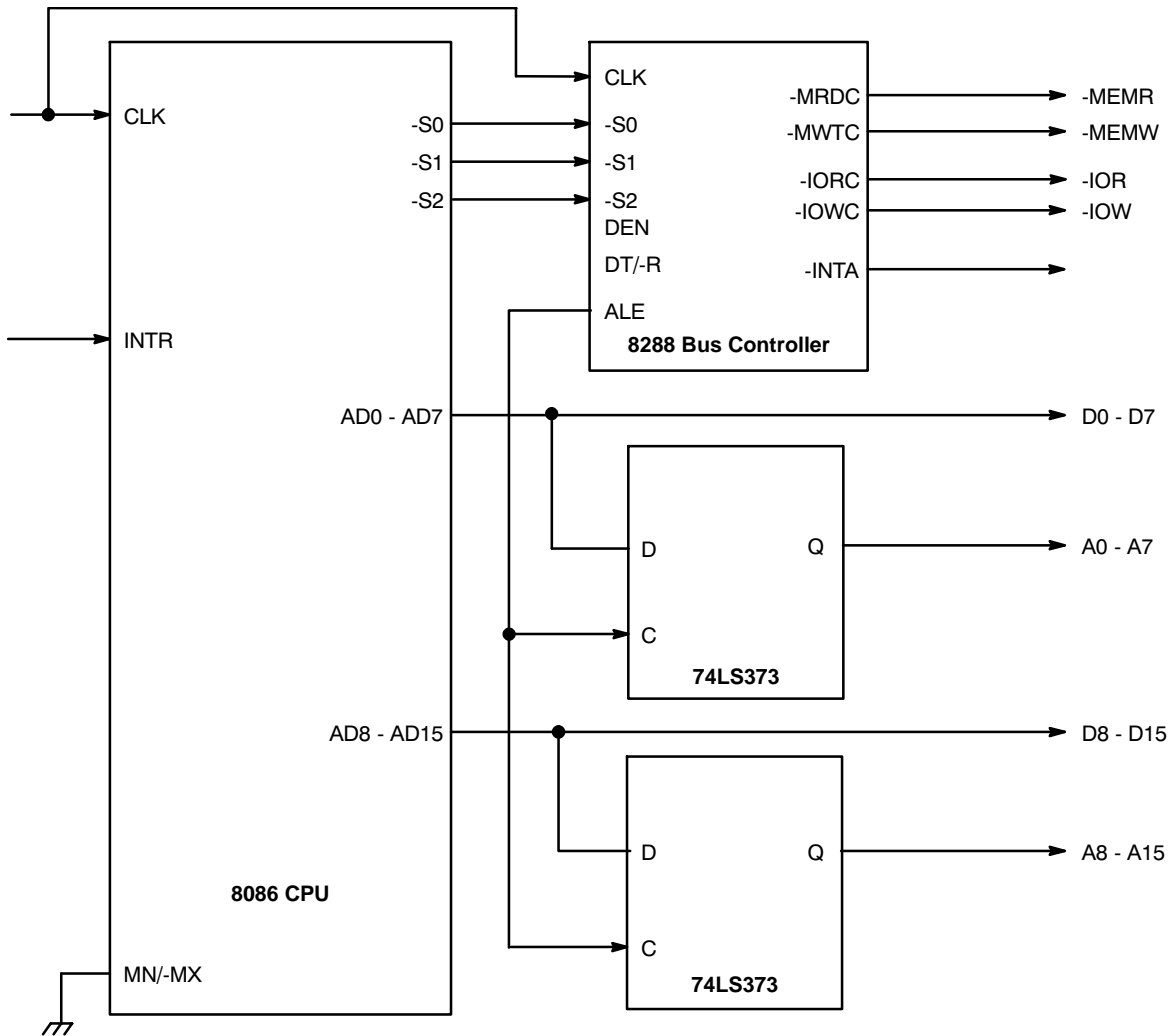 CLK
-S0
-S1
-S2
INTR
AD0 - AD7
AD8 - AD15
8086 CPU
MN/-MX
CLK
-S0
-S1
-S2
DEN
DT/-R
ALE
-MRDC
-MWTC
-IORC
-IOWC
-INTA
8288 Bus Controller
-MEMR
-MEMW
-IOR
-IOW
D0 - D7
D
Q
C
74LS373
A0 - A7
D8 - D15
D
Q
C
74LS373
A8 - A15